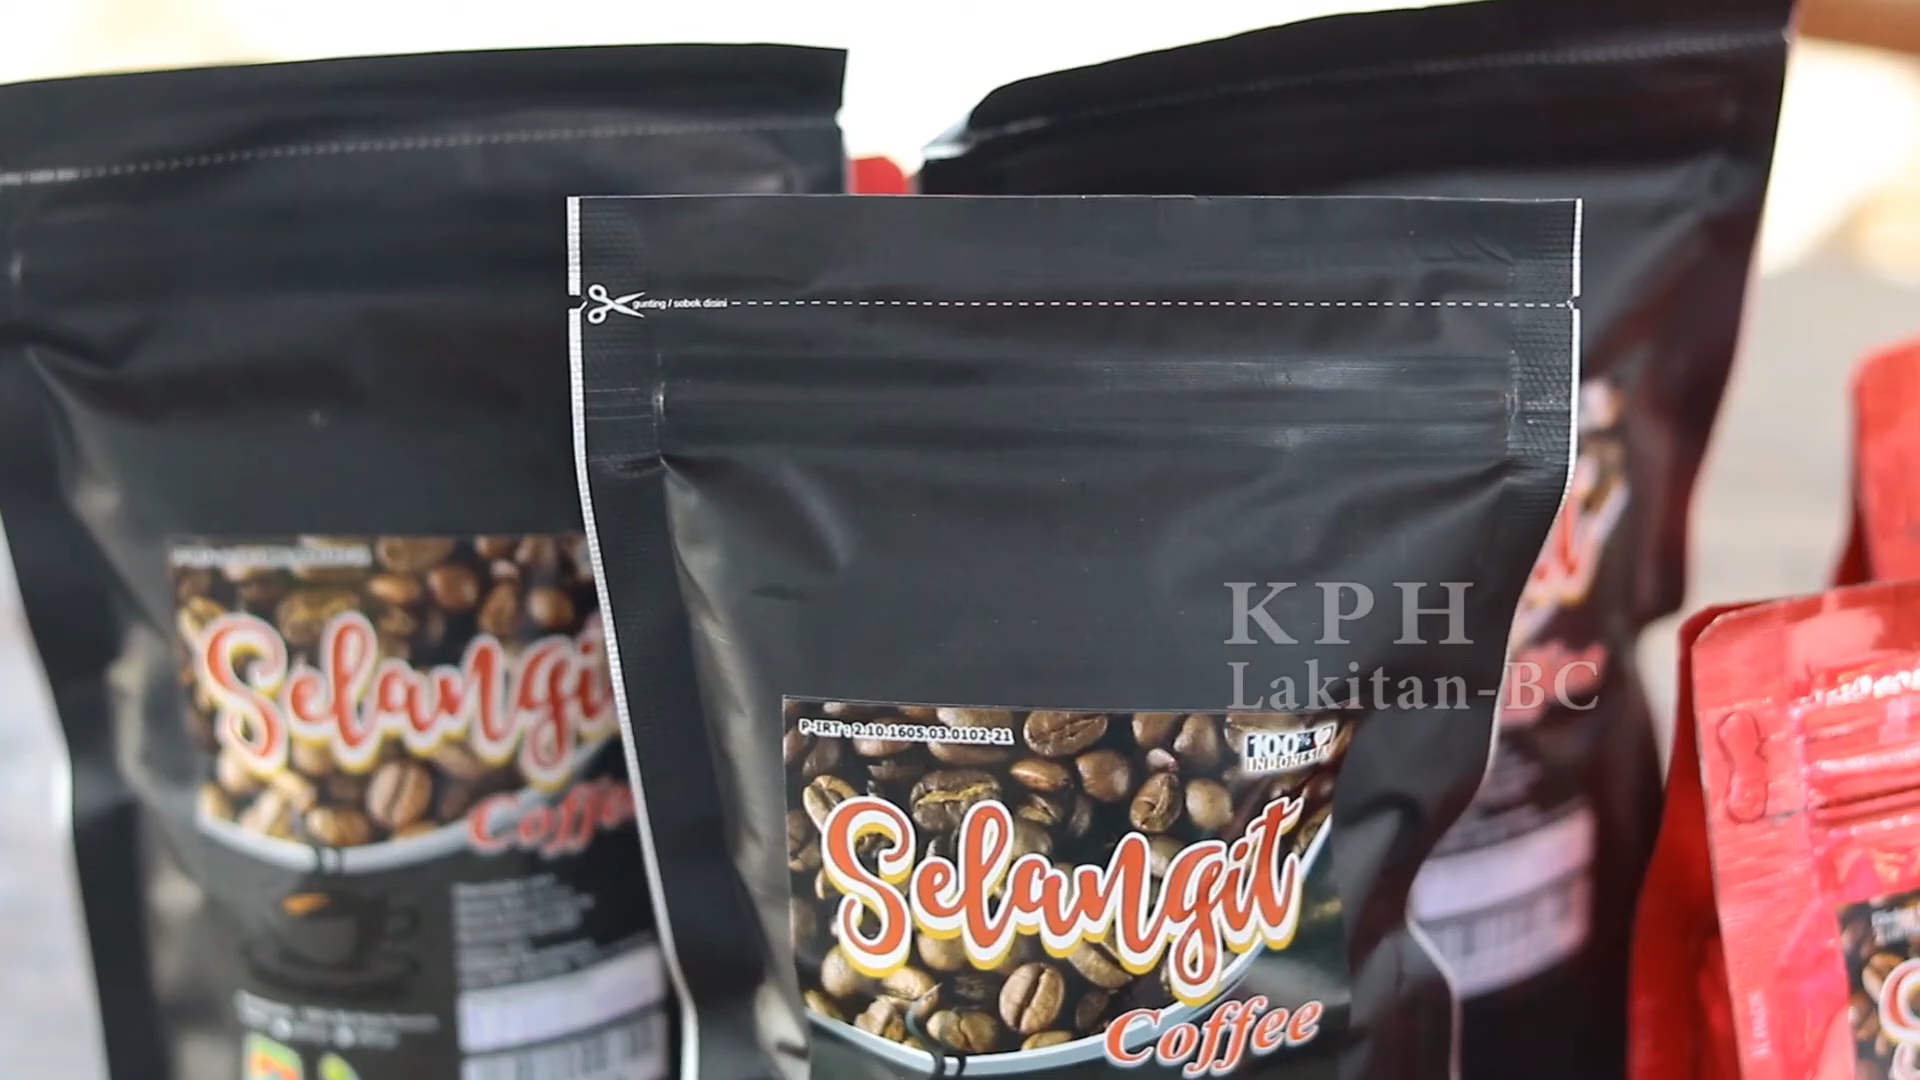 gunting / sobek disini
KPH
Lakitan-BC
P-IRT : 2.10.1605.03.0102-21
100%
INDONESIA
Selangit
Coffee
Selangit
Coffee